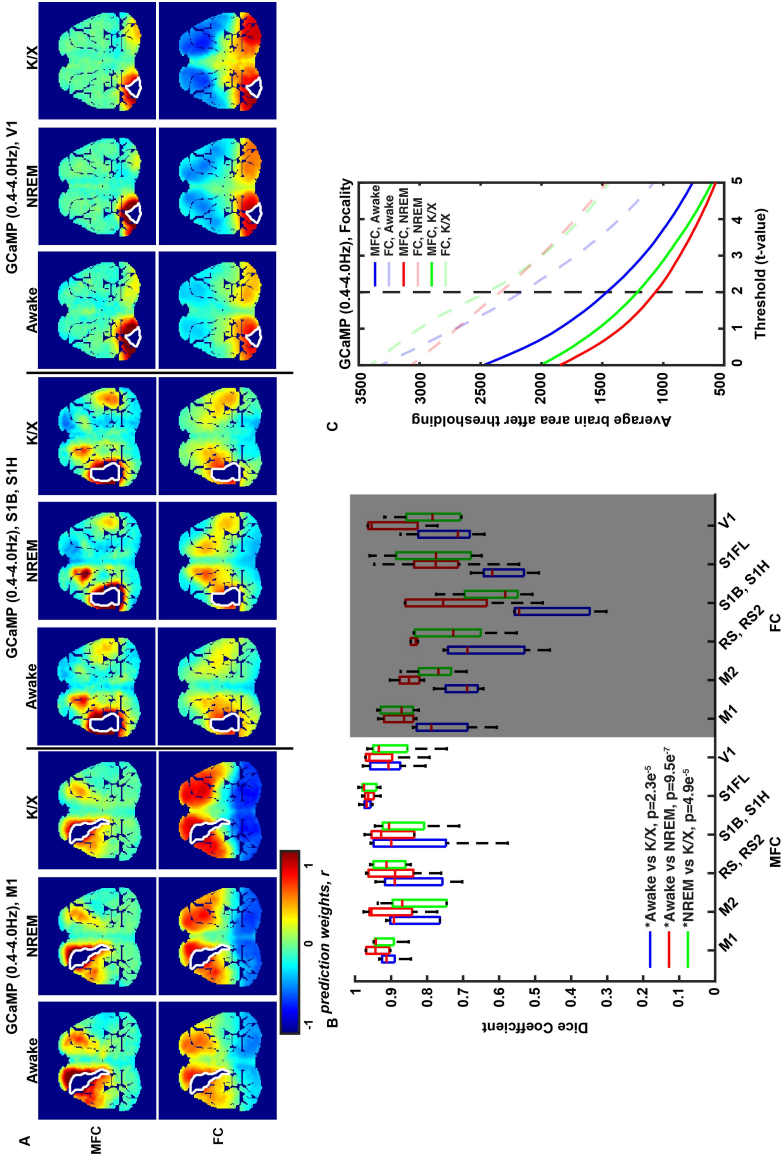 A
GCaMP (0.4-4.0Hz), M1
GCaMP (0.4-4.0Hz), S1B, S1H
GCaMP (0.4-4.0Hz), V1
Awake NREM K/X Awake NREM K/X Awake NREM K/X
MFC
FC
-1 0 1
prediction weights, r
B
Dice Coefficient
1
0.9
0.8
0.7
0.6
0.5
0.4
0.3
0.2
0.1
0
*Awake vs K/X, p=2.3e-5
*Awake vs NREM, p=9.5e-7
*NREM vs K/X, p=4.9e-5
M1 M2 RS, RS2 S1B, S1H S1FL V1 M1 M2 RS, RS2 S1B, S1H S1FL V1
MFC FC
C
GCaMP (0.4-4.0Hz), Focality
Average brain area after thresholding
3500
3000
2500
2000
1500
1000
500
MFC, Awake
FC, Awake
MFC, NREM
FC, NREM
MFC, K/X
FC, K/X
0 1 2 3 4 5
Threshold (t-value)